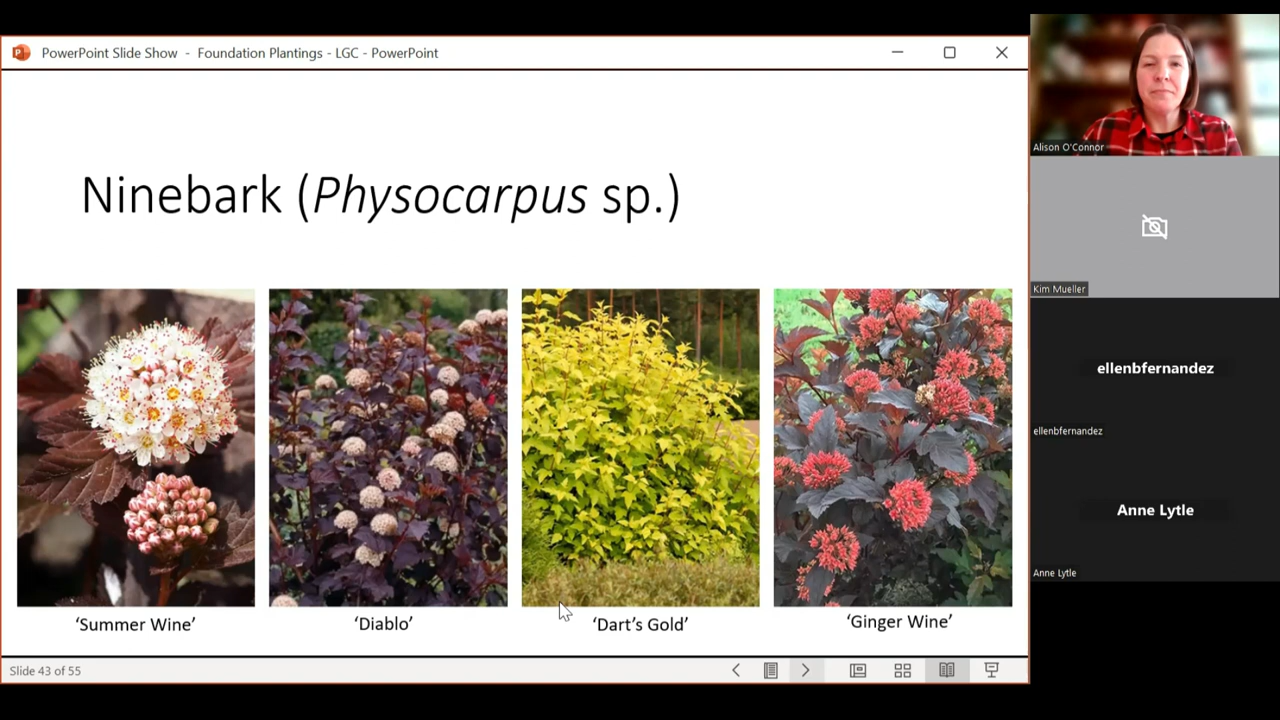 PowerPoint Slide Show - Foundation Plantings - LGC - PowerPoint
Ninebark (Physocarpus sp.)
‘Summer Wine’
‘Diablo’
‘Dart’s Gold’
‘Ginger Wine’
Slide 43 of 55
Alison O'Connor
Kim Mueller
ellenbfernandez
ellenbfernandez
Anne Lytle
Anne Lytle